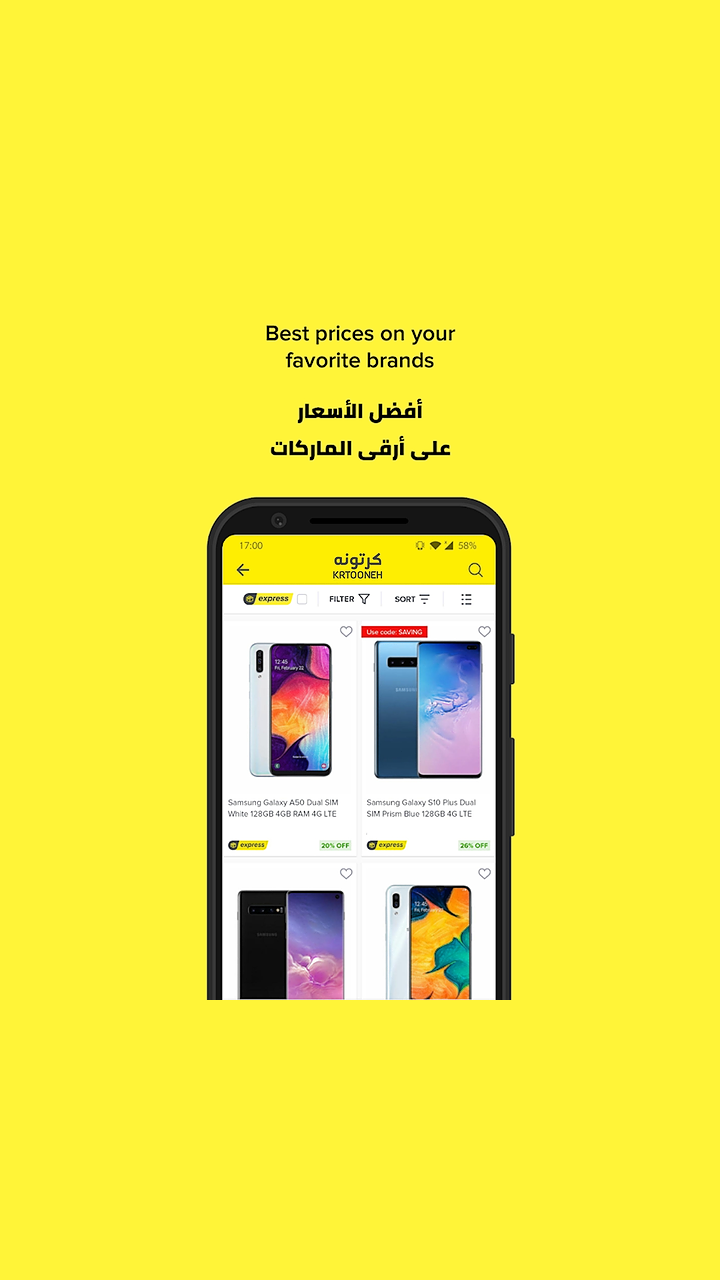 Best prices on your
favorite brands
أفضل الأسعار
على أرقى الماركات
17:00
58%
كرتونه
KRTOONEH
express
FILTER
SORT
Use code: SAVING
12:45
Fri, February 22
SAMSUNG
Samsung Galaxy A50 Dual SIM
White 128GB 4GB RAM 4G LTE
Samsung Galaxy S10 Plus Dual
SIM Prism Blue 128GB 4G LTE
express
20% OFF
express
26% OFF
SAMSUNG
12:45